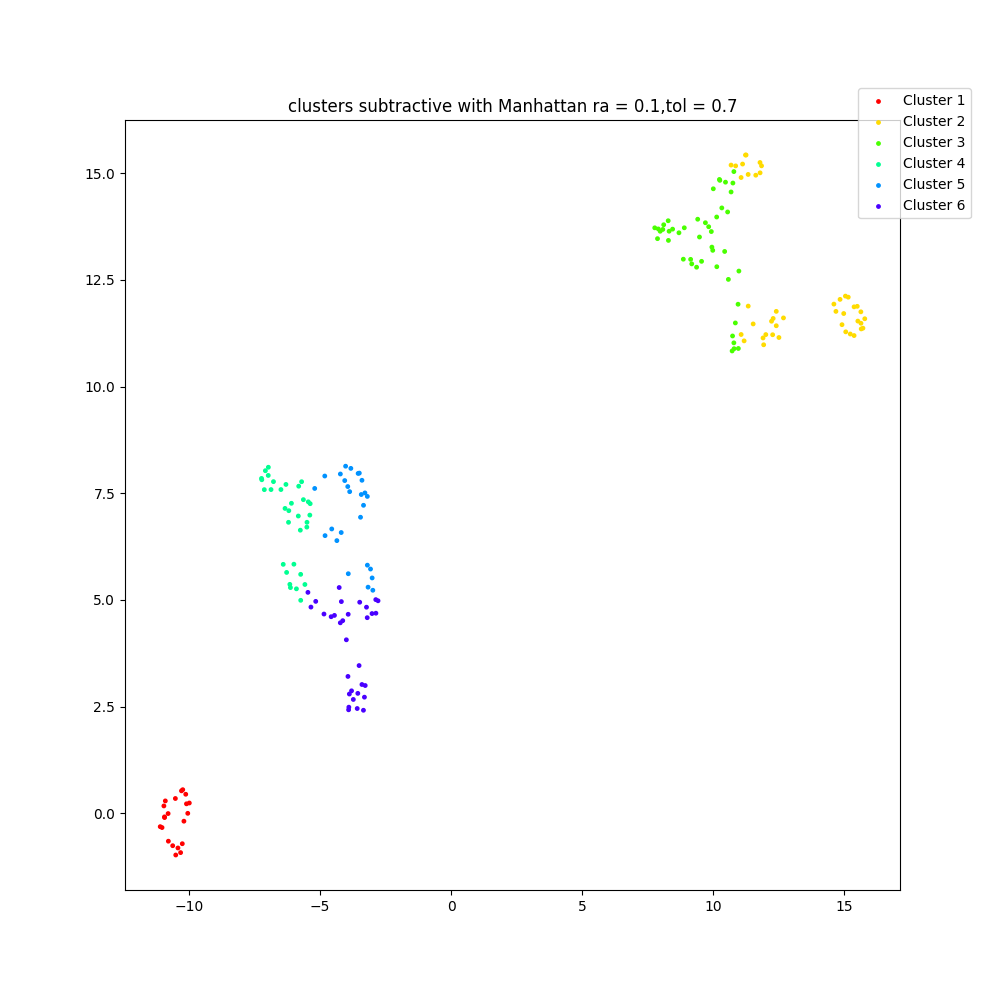 clusters subtractive with Manhattan ra = 0.1,tol = 0.7
Cluster 1
Cluster 2
Cluster 3
Cluster 4
Cluster 5
Cluster 6
15.0
12.5
10.0
7.5
5.0
2.5
0.0
−10 −5 0 5 10 15